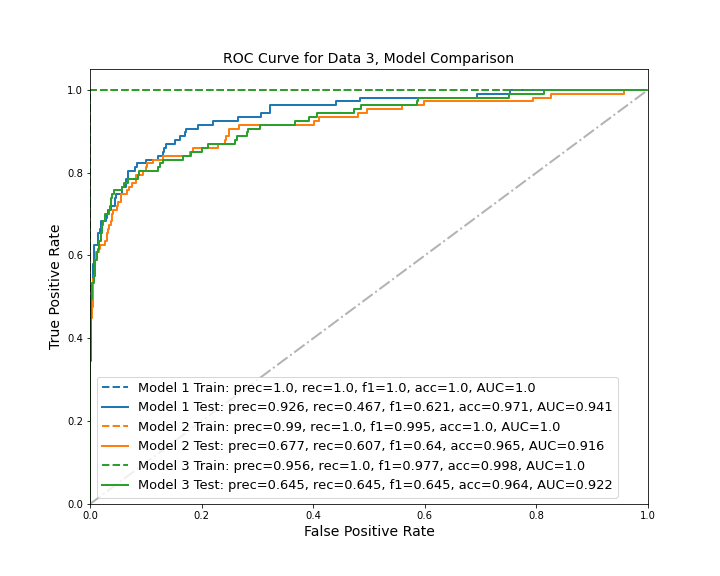 ROC Curve for Data 3, Model Comparison
True Positive Rate
1.0
0.8
0.6
0.4
0.2
0.0
Model 1 Train: prec=1.0, rec=1.0, f1=1.0, acc=1.0, AUC=1.0
Model 1 Test: prec=0.926, rec=0.467, f1=0.621, acc=0.971, AUC=0.941
Model 2 Train: prec=0.99, rec=1.0, f1=0.995, acc=1.0, AUC=1.0
Model 2 Test: prec=0.677, rec=0.607, f1=0.64, acc=0.965, AUC=0.916
Model 3 Train: prec=0.956, rec=1.0, f1=0.977, acc=0.998, AUC=1.0
Model 3 Test: prec=0.645, rec=0.645, f1=0.645, acc=0.964, AUC=0.922
0.0 0.2 0.4 0.6 0.8 1.0
False Positive Rate